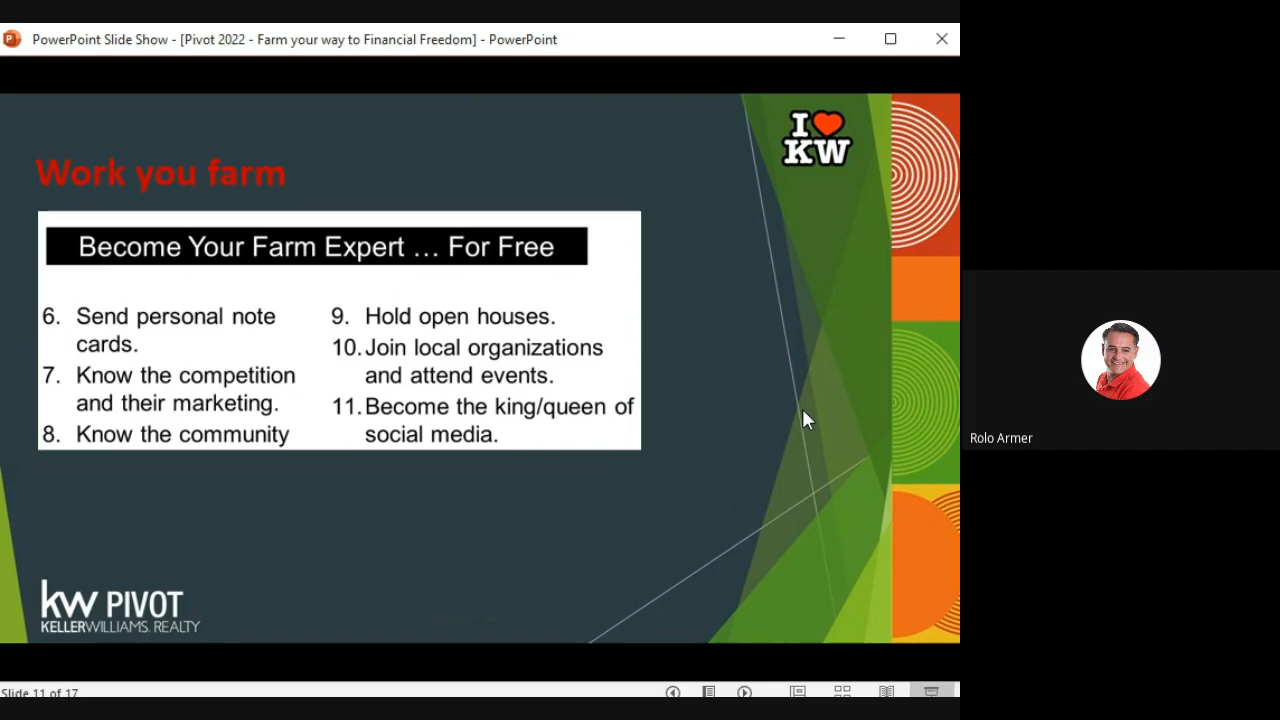 PowerPoint Slide Show - [Pivot 2022 - Farm your way to Financial Freedom] - PowerPoint
I
KW
Work you farm
Become Your Farm Expert … For Free
6. Send personal note
cards.
7. Know the competition
and their marketing.
8. Know the community
9. Hold open houses.
10. Join local organizations
and attend events.
11. Become the king/queen of
social media.
kw PIVOT
KELLERWILLIAMS. REALTY
Slide 11 of 17
Rolo Armer